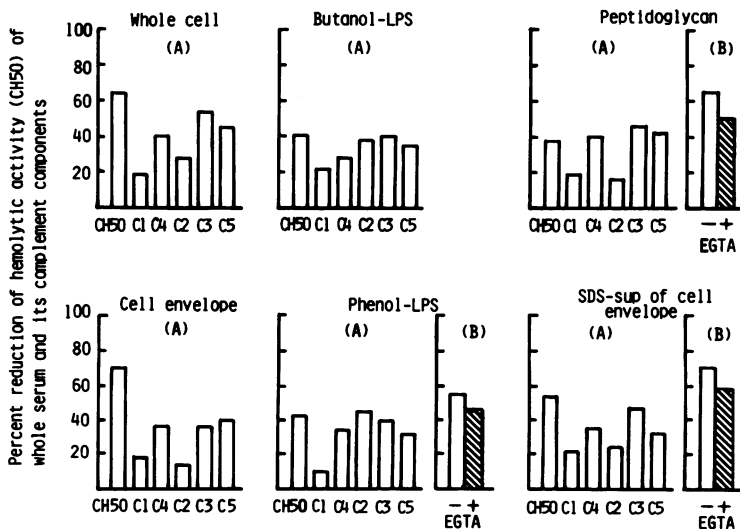 Percent reduction of hemolytic activity (CH50) of
whole serum and its complement components
Whole cell
(A)
100
80
60
40
20
CH50 C1 C4 C2 C3 C5
Butanol-LPS
(A)
CH50 C1 C4 C2 C3 C5
Peptidoglycan
(A)
(B)
CH50 C1 C4 C2 C3 C5
− +
EGTA
Cell envelope
(A)
100
80
60
40
20
CH50 C1 C4 C2 C3 C5
Phenol-LPS
(A)
(B)
CH50 C1 C4 C2 C3 C5
− +
EGTA
SDS-sup of cell
envelope
(A)
(B)
CH50 C1 C4 C2 C3 C5
− +
EGTA